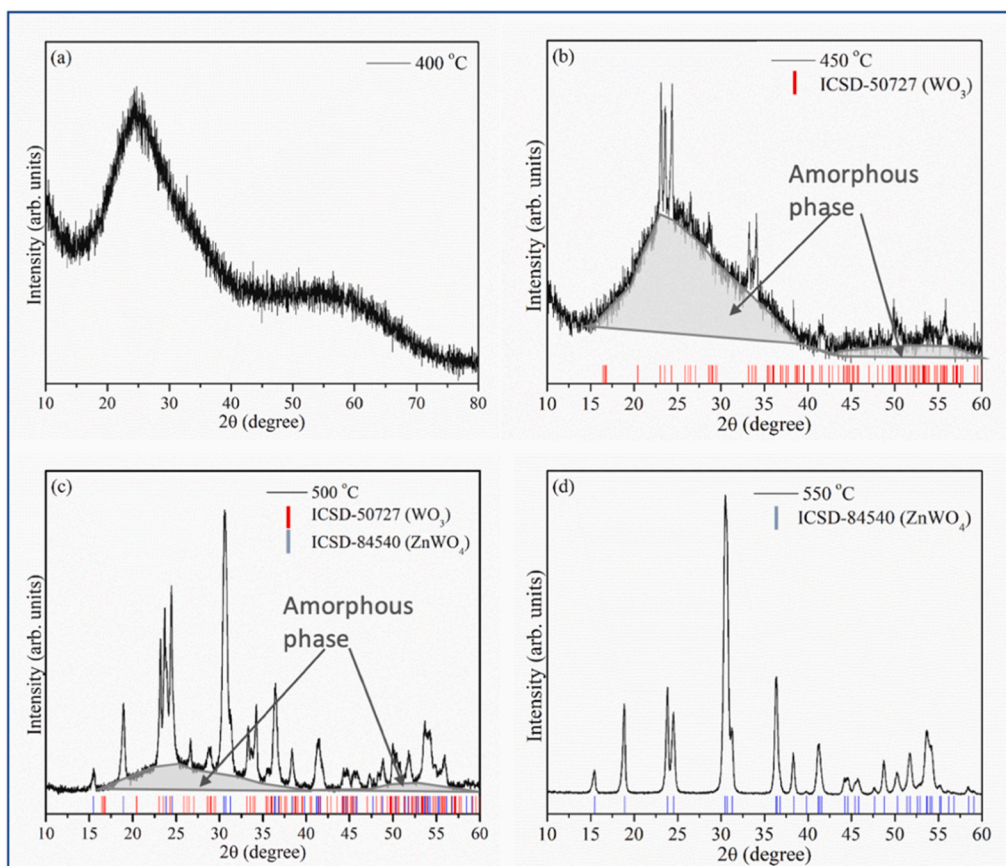 (a)
400 °C
Intensity (arb. units)
10 20 30 40 50 60 70 80
2θ (degree)
(b)
450 °C
ICSD-50727 (WO₃)
Amorphous
phase
Intensity (arb. units)
10 15 20 25 30 35 40 45 50 55 60
2θ (degree)
(c)
500 °C
ICSD-50727 (WO₃)
ICSD-84540 (ZnWO₄)
Amorphous
phase
Intensity (arb. units)
10 15 20 25 30 35 40 45 50 55 60
2θ (degree)
(d)
550 °C
ICSD-84540 (ZnWO₄)
Intensity (arb. units)
10 15 20 25 30 35 40 45 50 55 60
2θ (degree)